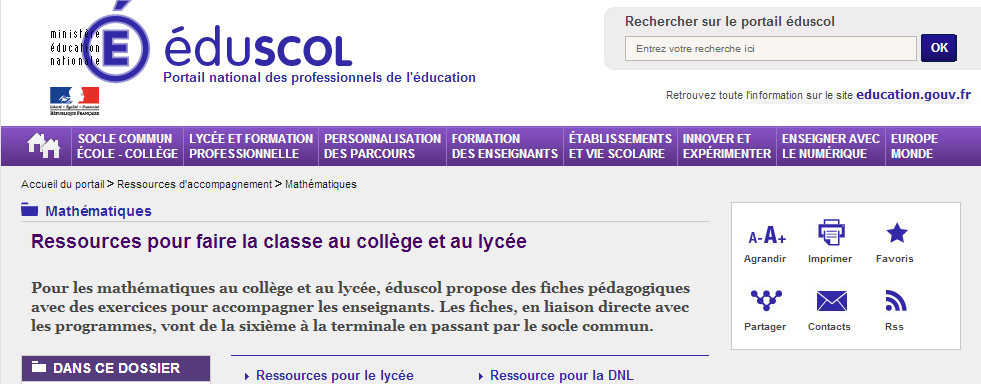 ministère
éducation
nationale
É
éduSCOL
Portail national des professionnels de l'éducation
Liberté • Égalité • Fraternité
RÉPUBLIQUE FRANÇAISE
Rechercher sur le portail éduscol
Entrez votre recherche ici
OK
Retrouvez toute l'information sur le site education.gouv.fr
SOCLE COMMUN
ÉCOLE - COLLÈGE
LYCÉE ET FORMATION
PROFESSIONNELLE
PERSONNALISATION
DES PARCOURS
FORMATION
DES ENSEIGNANTS
ÉTABLISSEMENTS
ET VIE SCOLAIRE
INNOVER ET
EXPÉRIMENTER
ENSEIGNER AVEC
LE NUMÉRIQUE
EUROPE
MONDE
Accueil du portail > Ressources d'accompagnement > Mathématiques
Mathématiques
Ressources pour faire la classe au collège et au lycée
Pour les mathématiques au collège et au lycée, éduscol propose des fiches pédagogiques
avec des exercices pour accompagner les enseignants. Les fiches, en liaison directe avec
les programmes, vont de la sixième à la terminale en passant par le socle commun.
A- A+
Agrandir
Imprimer
Favoris
Partager
Contacts
Rss
DANS CE DOSSIER
Ressources pour le lycée
Ressource pour la DNL